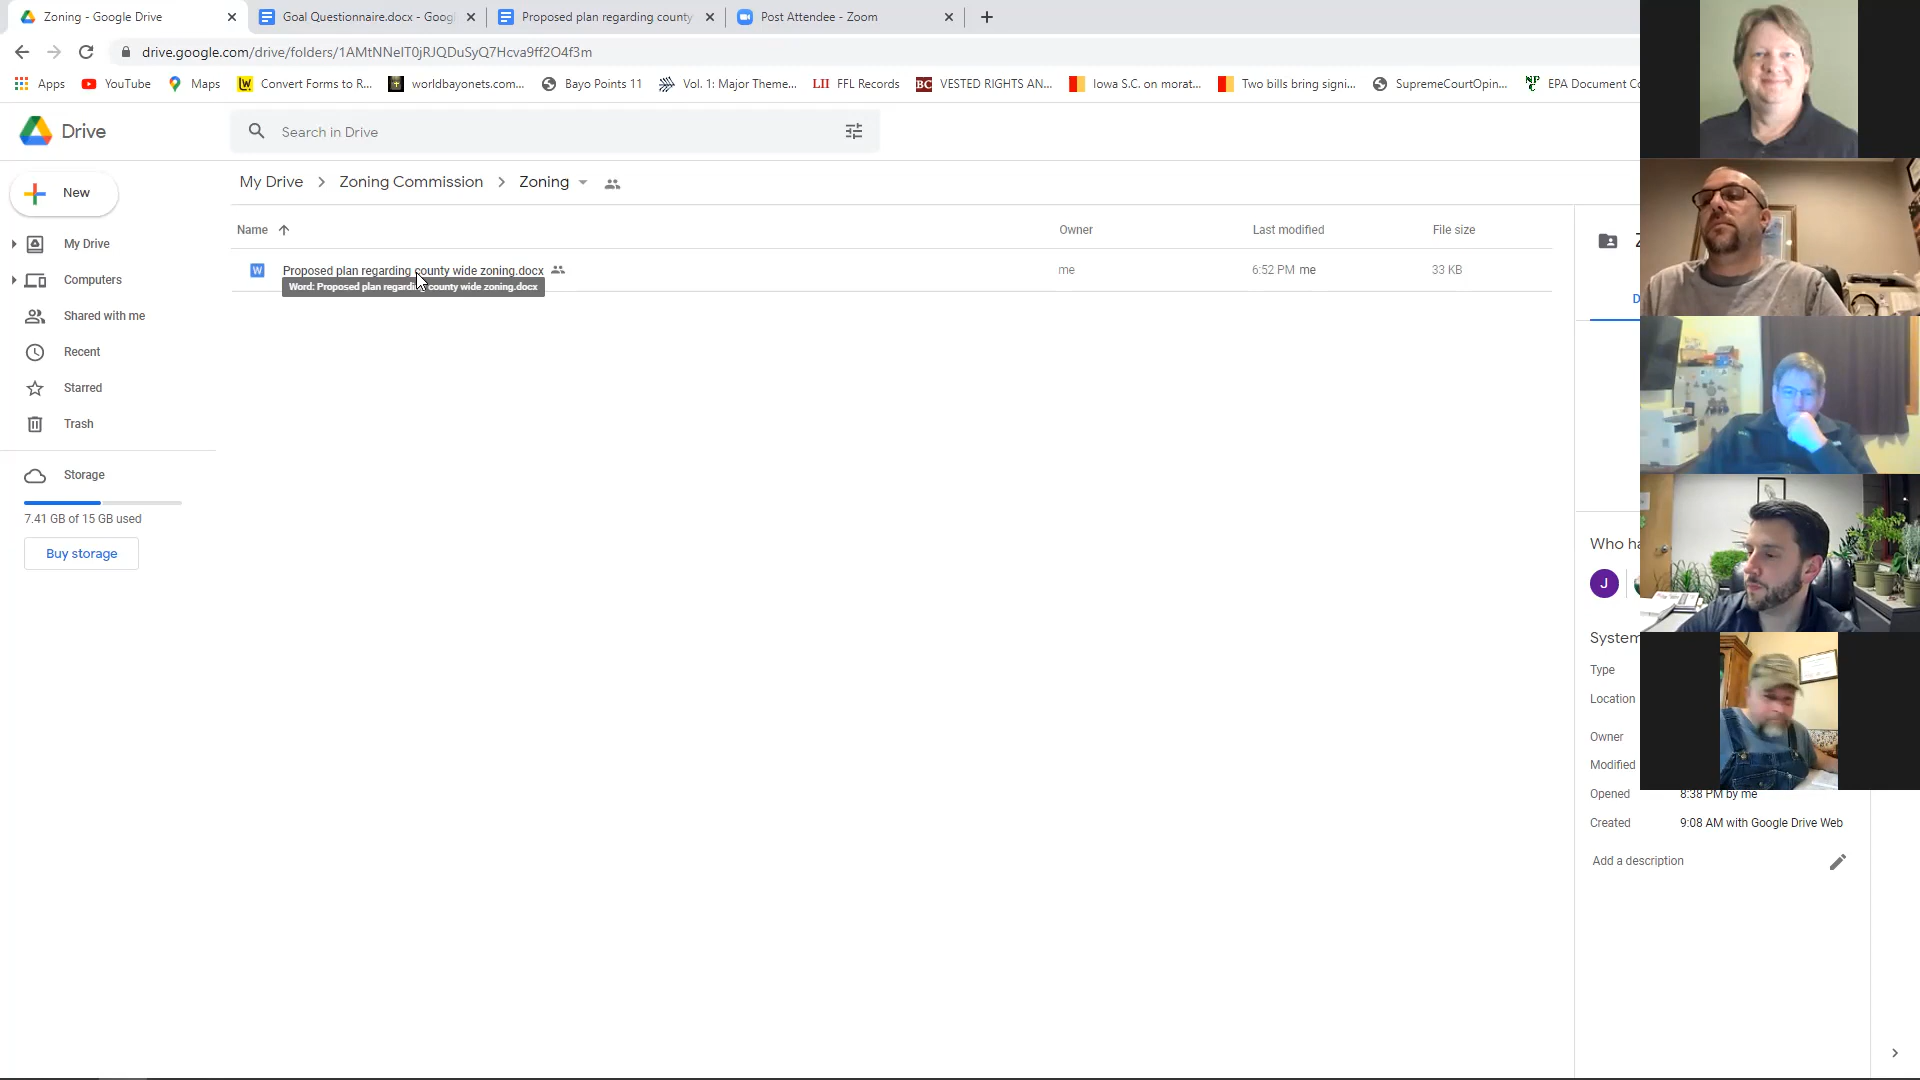 Zoning - Google Drive
Goal Questionnaire.docx - Goog
Proposed plan regarding county
Post Attendee - Zoom
drive.google.com/drive/folders/1AMtNNelT0jRJQDuSyQ7Hcva9ff2O4f3m
Apps YouTube Maps Convert Forms to R... worldbayonets.com... Bayo Points 11 Vol. 1: Major Theme... LII FFL Records BC VESTED RIGHTS AN... Iowa S.C. on morat... Two bills bring signi... SupremeCourtOpin... EPA Document Co
Drive
Search in Drive
My Drive > Zoning Commission > Zoning
New
My Drive
Computers
Shared with me
Recent
Starred
Trash
Storage
7.41 GB of 15 GB used
Buy storage
Name Owner Last modified File size
W Proposed plan regarding county wide zoning.docx me 6:52 PM me 33 KB
Word: Proposed plan regarding county wide zoning.docx
Who ha
J
System
Type
Location
Owner
Modified
Opened 8:38 PM by me
Created 9:08 AM with Google Drive Web
Add a description